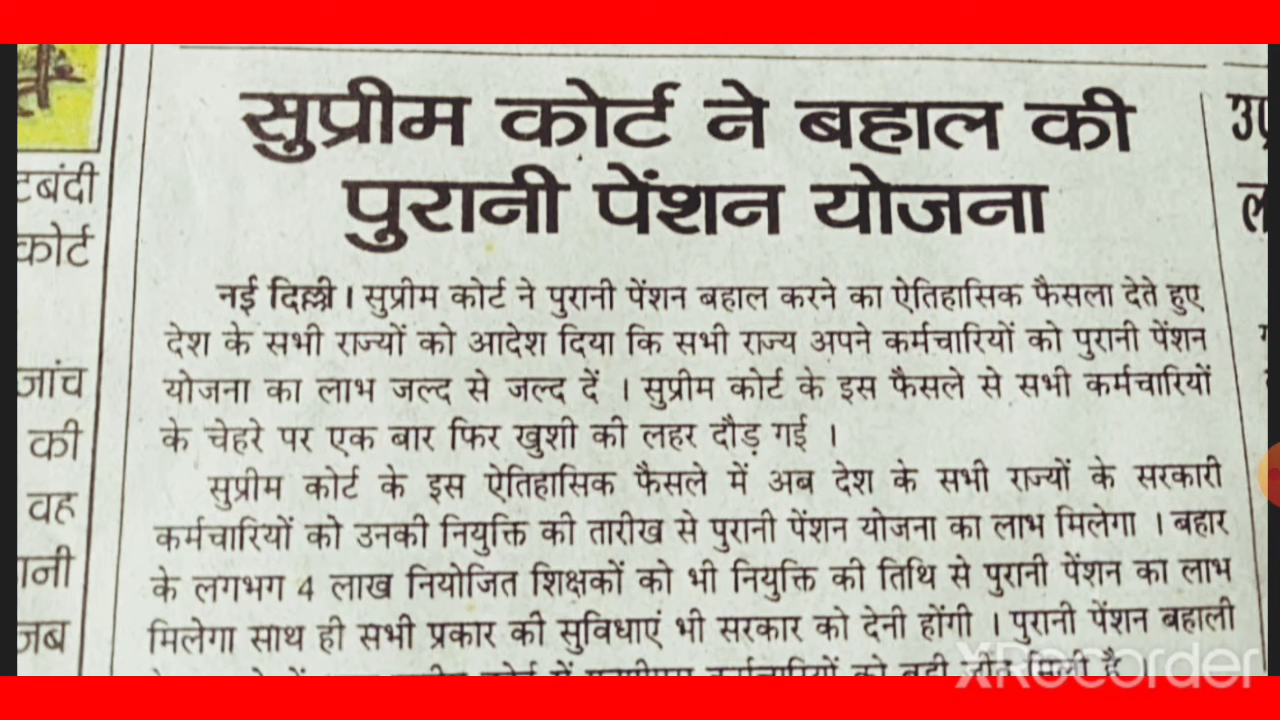 सुप्रीम कोर्ट ने बहाल की
पुरानी पेंशन योजना
नई दिल्ली। सुप्रीम कोर्ट ने पुरानी पेंशन बहाल करने का ऐतिहासिक फैसला देते हुए
देश के सभी राज्यों को आदेश दिया कि सभी राज्य अपने कर्मचारियों को पुरानी पेंशन
योजना का लाभ जल्द से जल्द दें । सुप्रीम कोर्ट के इस फैसले से सभी कर्मचारियों
के चेहरे पर एक बार फिर खुशी की लहर दौड़ गई ।
सुप्रीम कोर्ट के इस ऐतिहासिक फैसले में अब देश के सभी राज्यों के सरकारी
कर्मचारियों को उनकी नियुक्ति की तारीख से पुरानी पेंशन योजना का लाभ मिलेगा । बहार
के लगभग 4 लाख नियोजित शिक्षकों को भी नियुक्ति की तिथि से पुरानी पेंशन का लाभ
मिलेगा साथ ही सभी प्रकार की सुविधाएं भी सरकार को देनी होंगी । पुरानी पेंशन बहाली
टबंदी
कोर्ट
जांच
की
वह
जब
XRecorder